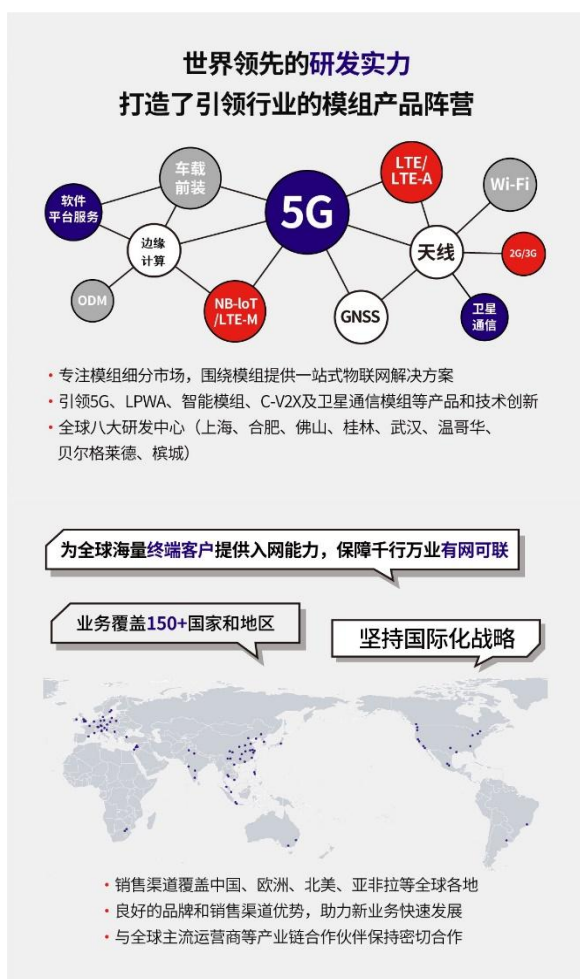 世界领先的研发实力
打造了引领行业的模组产品阵营
车载
前装
LTE/
LTE-A
Wi-Fi
软件
平台服务
5G
边缘
计算
天线
2G/3G
ODM
NB-IoT
/LTE-M
GNSS
卫星
通信
·专注模组细分市场，围绕模组提供一站式物联网解决方案
·引领5G、LPWA、智能模组、C-V2X及卫星通信模组等产品和技术创新
·全球八大研发中心（上海、合肥、佛山、桂林、武汉、温哥华、
贝尔格莱德、槟城）
为全球海量终端客户提供入网能力，保障千行万业有网可联
业务覆盖150+国家和地区
坚持国际化战略
·销售渠道覆盖中国、欧洲、北美、亚非拉等全球各地
·良好的品牌和销售渠道优势，助力新业务快速发展
·与全球主流运营商等产业链合作伙伴保持密切合作